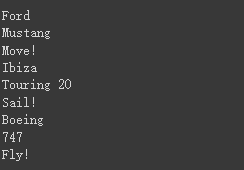 Ford
Mustang
Move!
Ibiza
Touring 20
Sail!
Boeing
747
Fly!